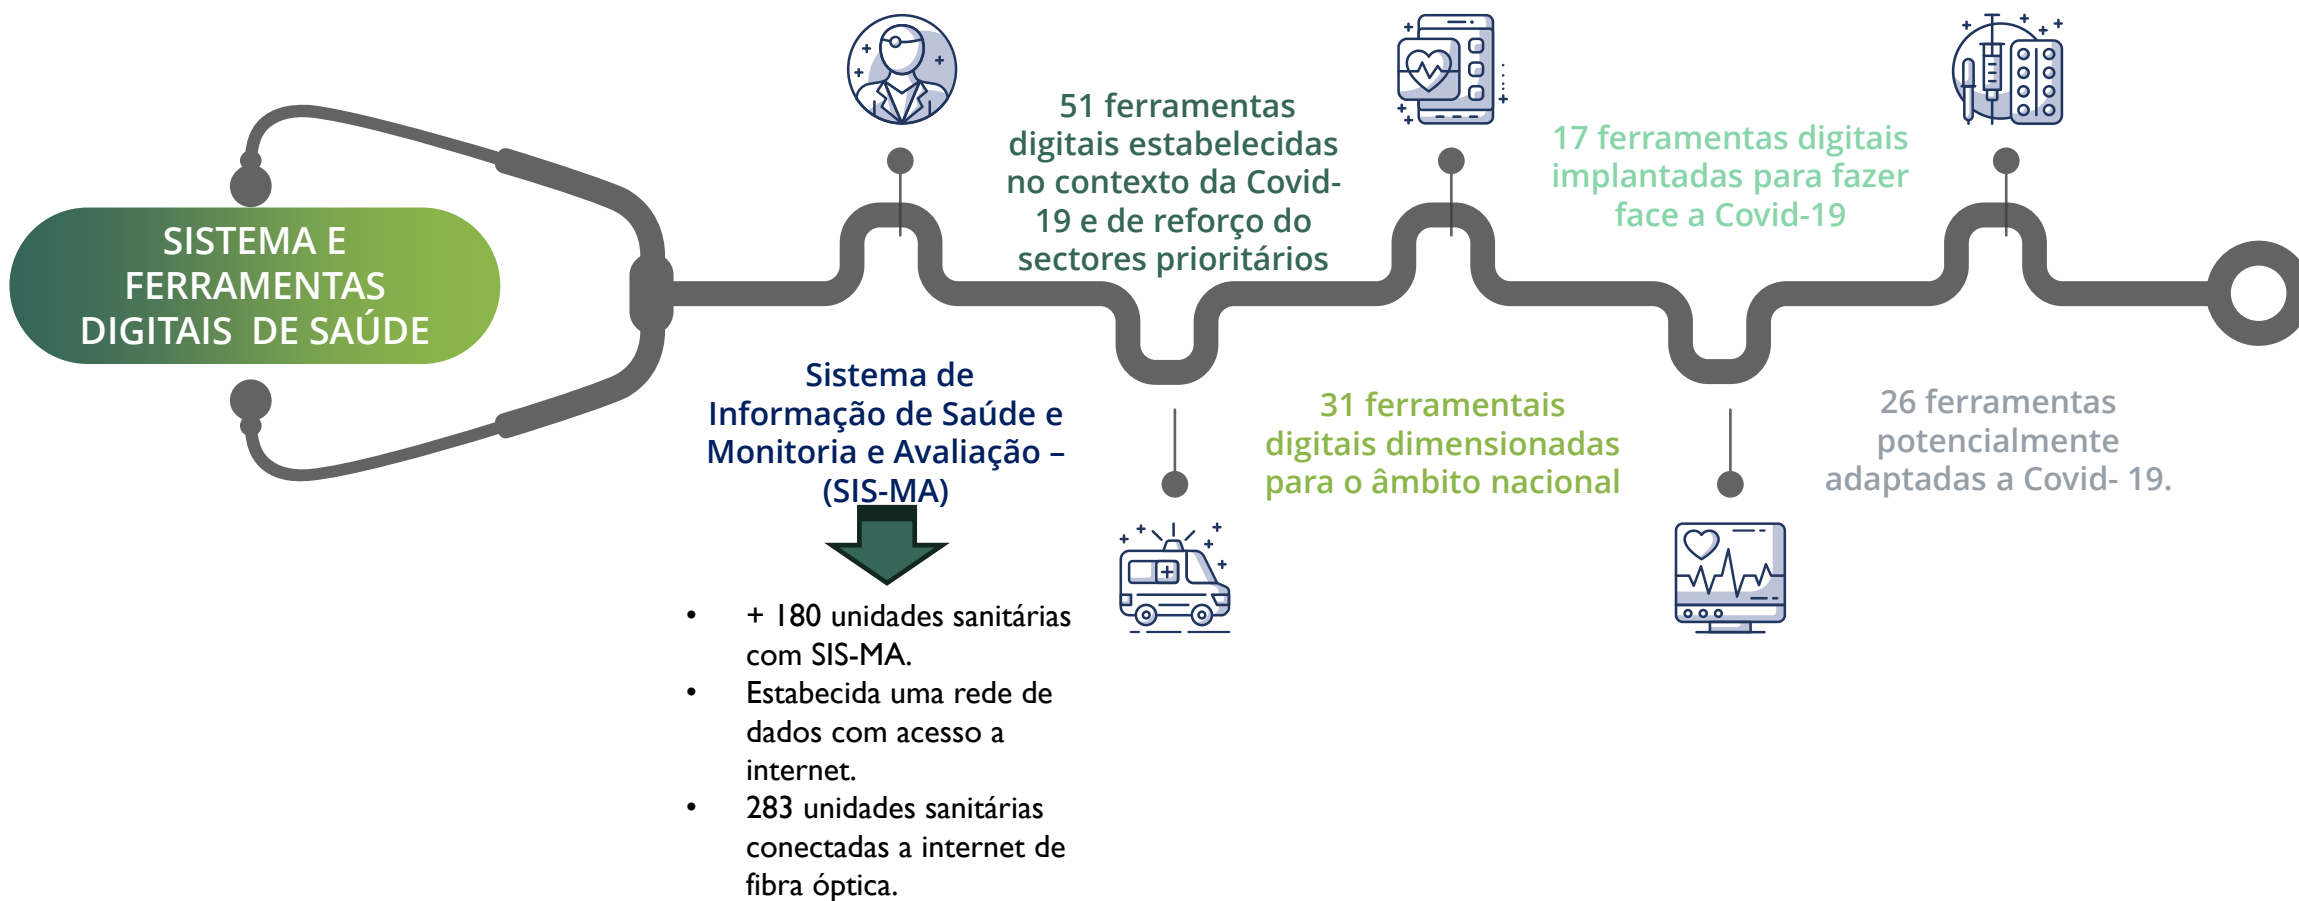 SISTEMA E
FERRAMENTAS
DIGITAIS  DE SAÚDE
Sistema de
Informação de Saúde e
Monitoria e Avaliação –
(SIS-MA)
• + 180 unidades sanitárias
com SIS-MA.
• Estabecida uma rede de
dados com acesso a
internet.
• 283 unidades sanitárias
conectadas a internet de
fibra óptica.
51 ferramentas
digitais estabelecidas
no contexto da Covid-
19 e de reforço do
sectores prioritários
31 ferramentais
digitais dimensionadas
para o âmbito nacional
17 ferramentas digitais
implantadas para fazer
face a Covid-19
26 ferramentas
potencialmente
adaptadas a Covid- 19.